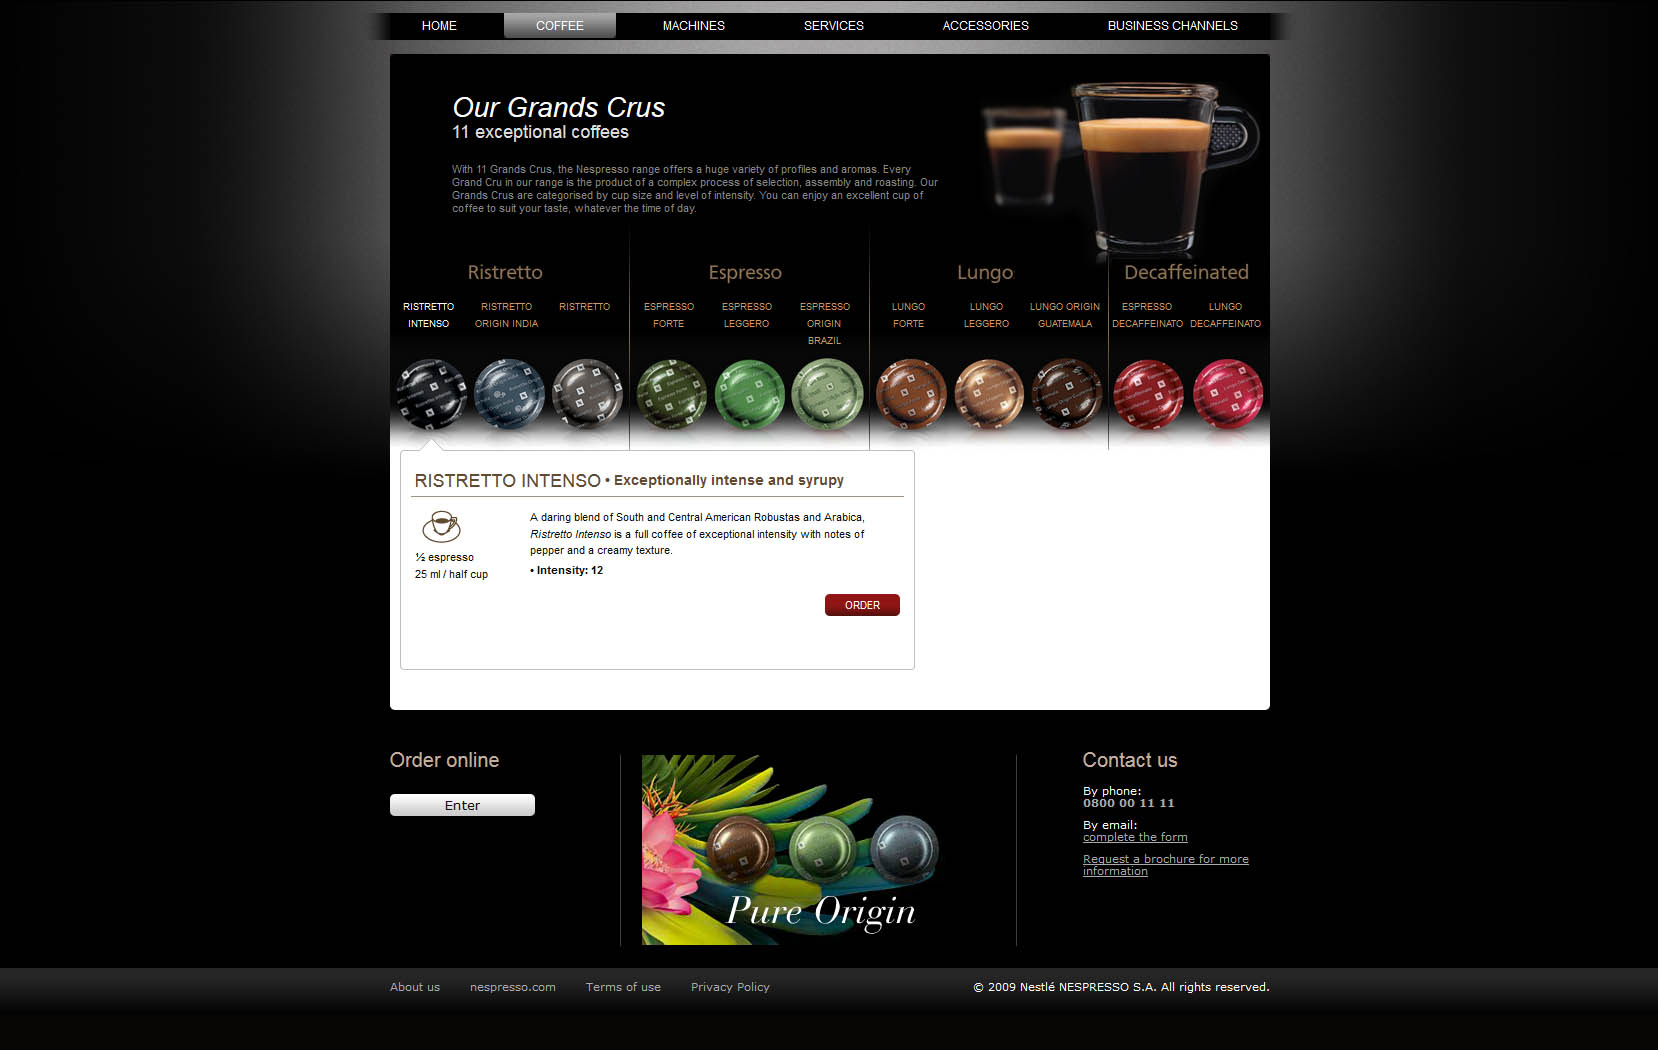 HOME COFFEE MACHINES SERVICES ACCESSORIES BUSINESS CHANNELS
Our Grands Crus
11 exceptional coffees
With 11 Grands Crus, the Nespresso range offers a huge variety of profiles and aromas. Every
Grand Cru in our range is the product of a complex process of selection, assembly and roasting. Our
Grands Crus are categorised by cup size and level of intensity. You can enjoy an excellent cup of
coffee to suit your taste, whatever the time of day.
Ristretto
RISTRETTO
INTENSO
RISTRETTO
ORIGIN INDIA
RISTRETTO
Espresso
ESPRESSO
FORTE
ESPRESSO
LEGGERO
ESPRESSO
ORIGIN
BRAZIL
Lungo
LUNGO
FORTE
LUNGO
LEGGERO
LUNGO ORIGIN
GUATEMALA
Decaffeinated
ESPRESSO
DECAFFEINATO
LUNGO
DECAFFEINATO
RISTRETTO INTENSO • Exceptionally intense and syrupy
½ espresso
25 ml / half cup
A daring blend of South and Central American Robustas and Arabica,
Ristretto Intenso is a full coffee of exceptional intensity with notes of
pepper and a creamy texture.
• Intensity: 12
ORDER
Order online
Enter
Pure Origin
Contact us
By phone:
0800 00 11 11
By email:
complete the form
Request a brochure for more
information
About us nespresso.com Terms of use Privacy Policy © 2009 Nestlé NESPRESSO S.A. All rights reserved.